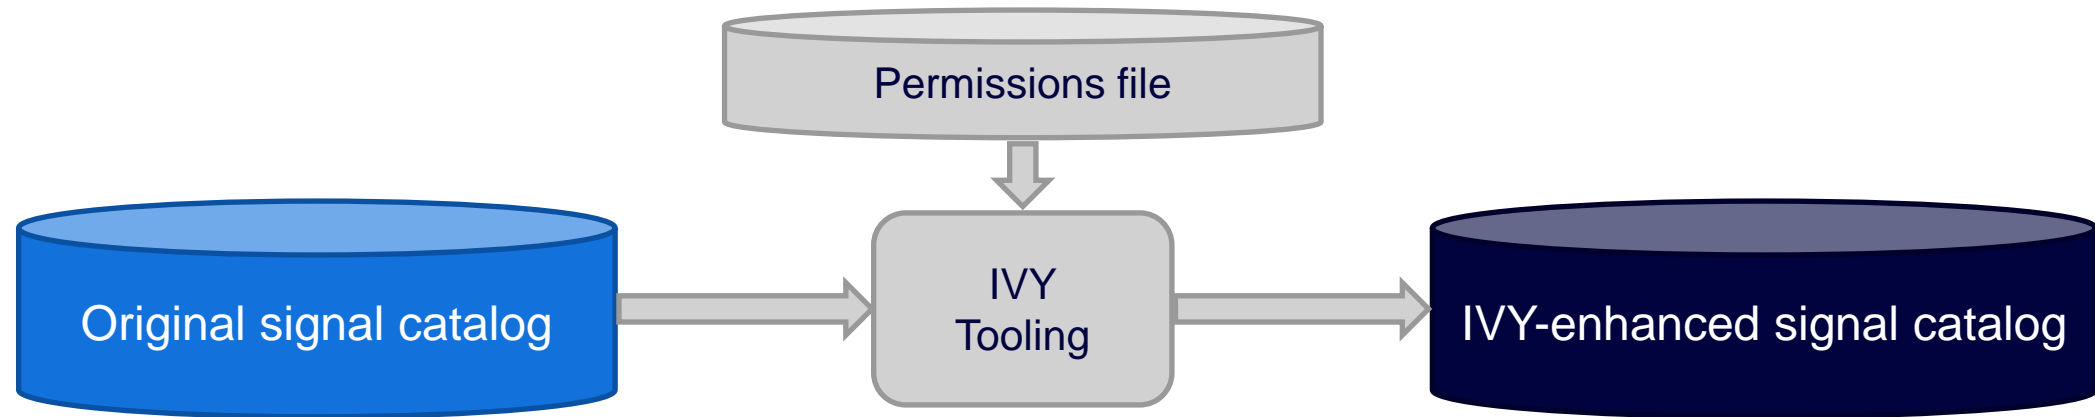 Permissions file
Original signal catalog
IVY
Tooling
IVY-enhanced signal catalog